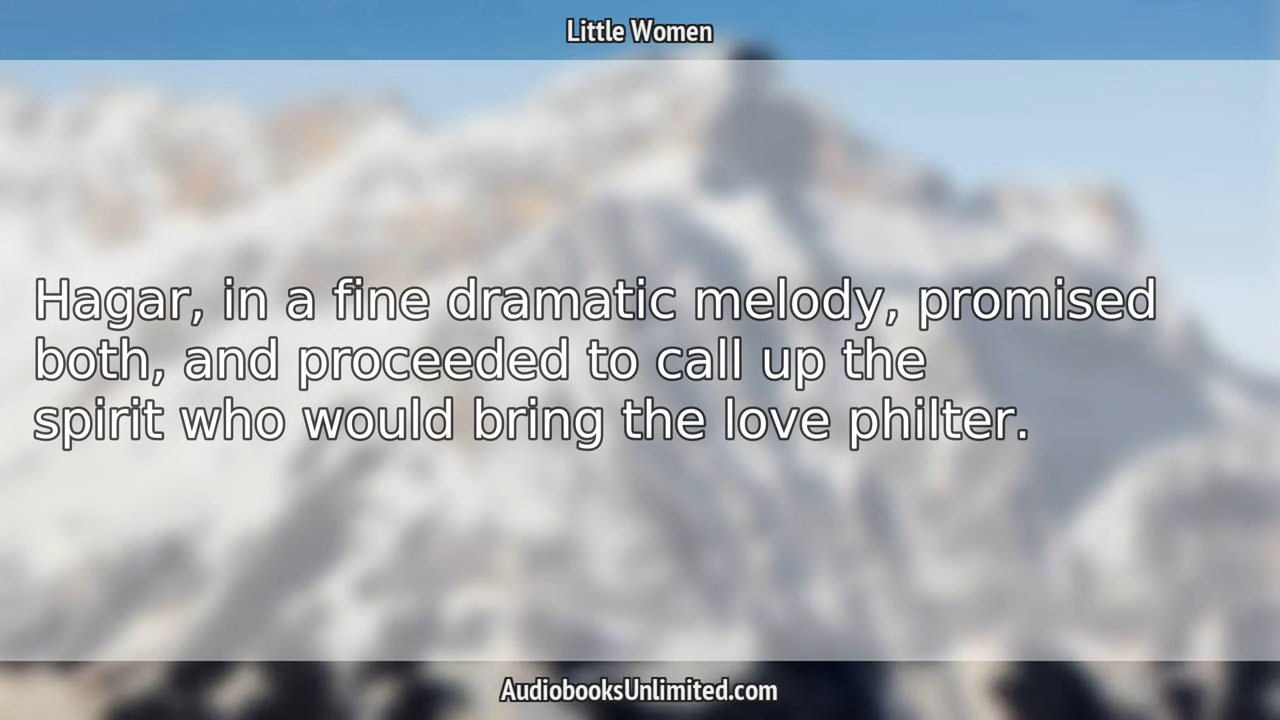 Little Women
Hagar, in a fine dramatic melody, promised
both, and proceeded to call up the
spirit who would bring the love philter.
AudiobooksUnlimited.com